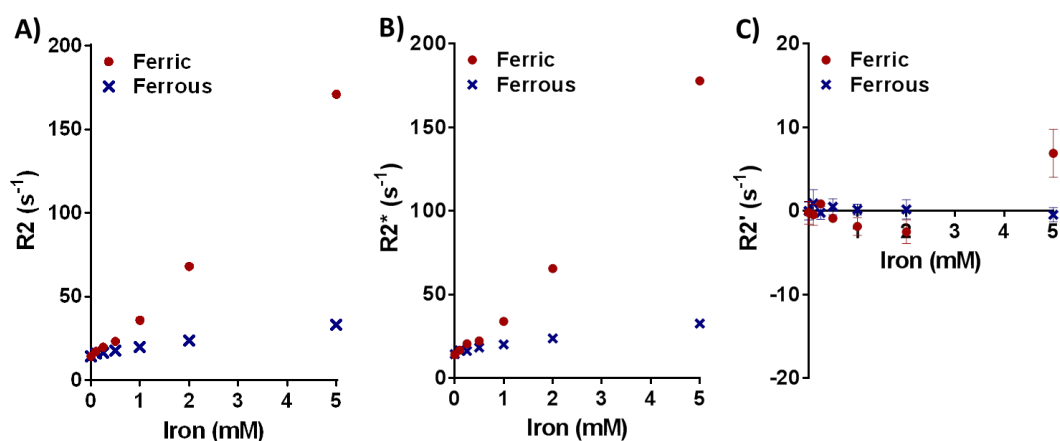 A)
R2 (s-1)
200
150
100
50
0
Ferric
Ferrous
0 1 2 3 4 5
Iron (mM)
B)
R2* (s-1)
200
150
100
50
0
Ferric
Ferrous
0 1 2 3 4 5
Iron (mM)
C)
R2' (s-1)
20
10
0
-10
-20
Ferric
Ferrous
1 2 3 4 5
Iron (mM)